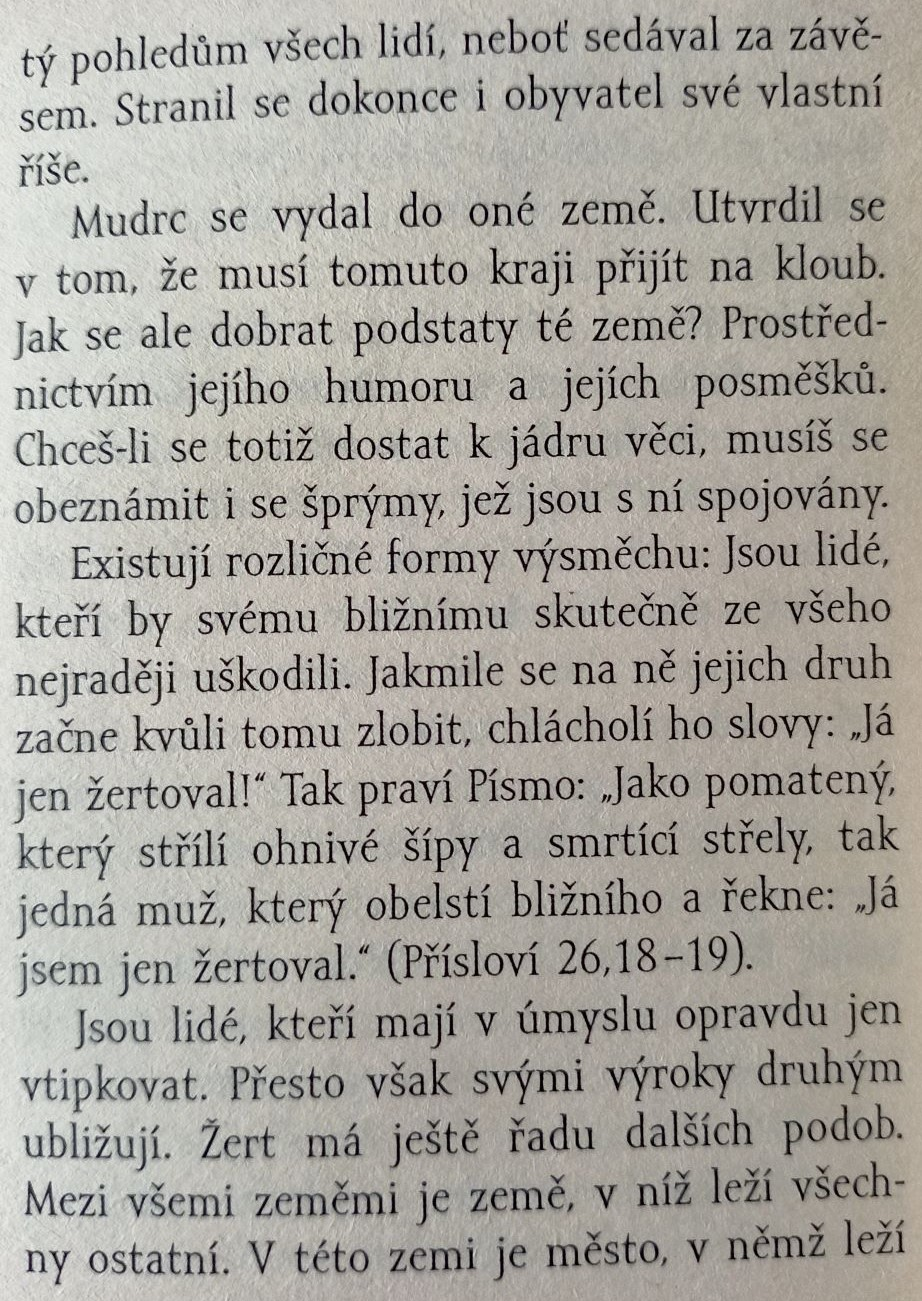 tý pohledům všech lidí, neboť sedával za závě-
sem. Stranil se dokonce i obyvatel své vlastní
říše.
Mudrc se vydal do oné země. Utvrdil se
v tom, že musí tomuto kraji přijít na kloub.
Jak se ale dobrat podstaty té země? Prostřed-
nictvím jejího humoru a jejích posměšků.
Chceš-li se totiž dostat k jádru věci, musíš se
obeznámit i se šprýmy, jež jsou s ní spojovány.
Existují rozličné formy výsměchu: Jsou lidé,
kteří by svému bližnímu skutečně ze všeho
nejraději uškodili. Jakmile se na ně jejich druh
začne kvůli tomu zlobit, chlácholí ho slovy: „Já
jen žertoval!“ Tak praví Písmo: „Jako pomatený,
který střílí ohnivé šípy a smrtící střely, tak
jedná muž, který obelstí bližního a řekne: „Já
jsem jen žertoval.“ (Přísloví 26,18–19).
Jsou lidé, kteří mají v úmyslu opravdu jen
vtipkovat. Přesto však svými výroky druhým
ubližují. Žert má ještě řadu dalších podob.
Mezi všemi zeměmi je země, v níž leží všech-
ny ostatní. V této zemi je město, v němž leží